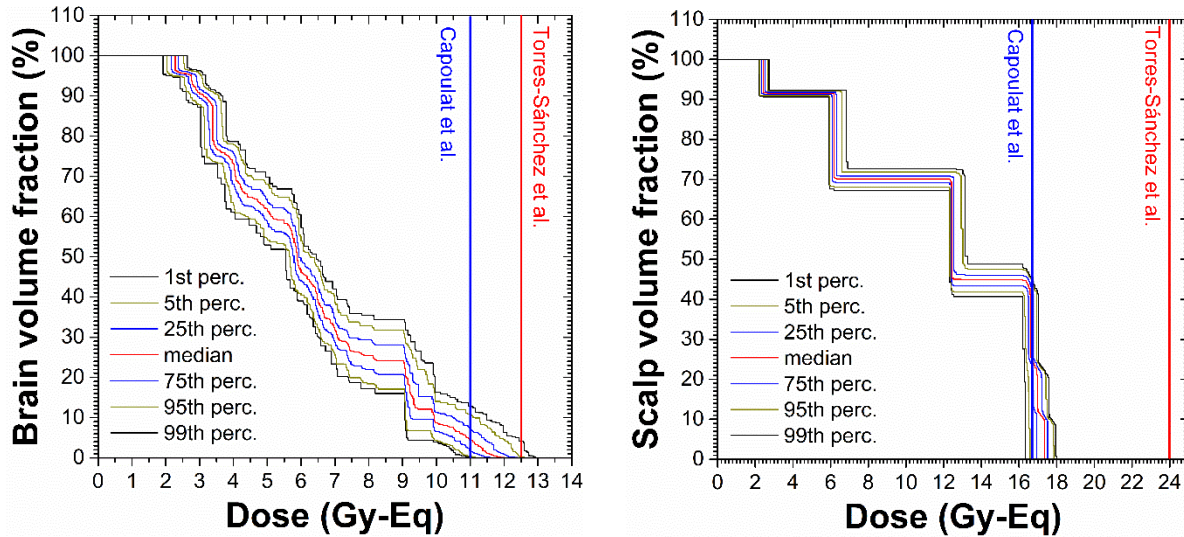 Brain volume fraction (%)
110
100
90
80
70
60
50
40
30
20
10
0
Capoulat et al.
Torres-Sánchez et al.
1st perc.
5th perc.
25th perc.
median
75th perc.
95th perc.
99th perc.
0 1 2 3 4 5 6 7 8 9 10 11 12 13 14
Dose (Gy-Eq)
Scalp volume fraction (%)
110
100
90
80
70
60
50
40
30
20
10
0
Capoulat et al.
Torres-Sánchez et al.
1st perc.
5th perc.
25th perc.
median
75th perc.
95th perc.
99th perc.
0 2 4 6 8 10 12 14 16 18 20 22 24
Dose (Gy-Eq)